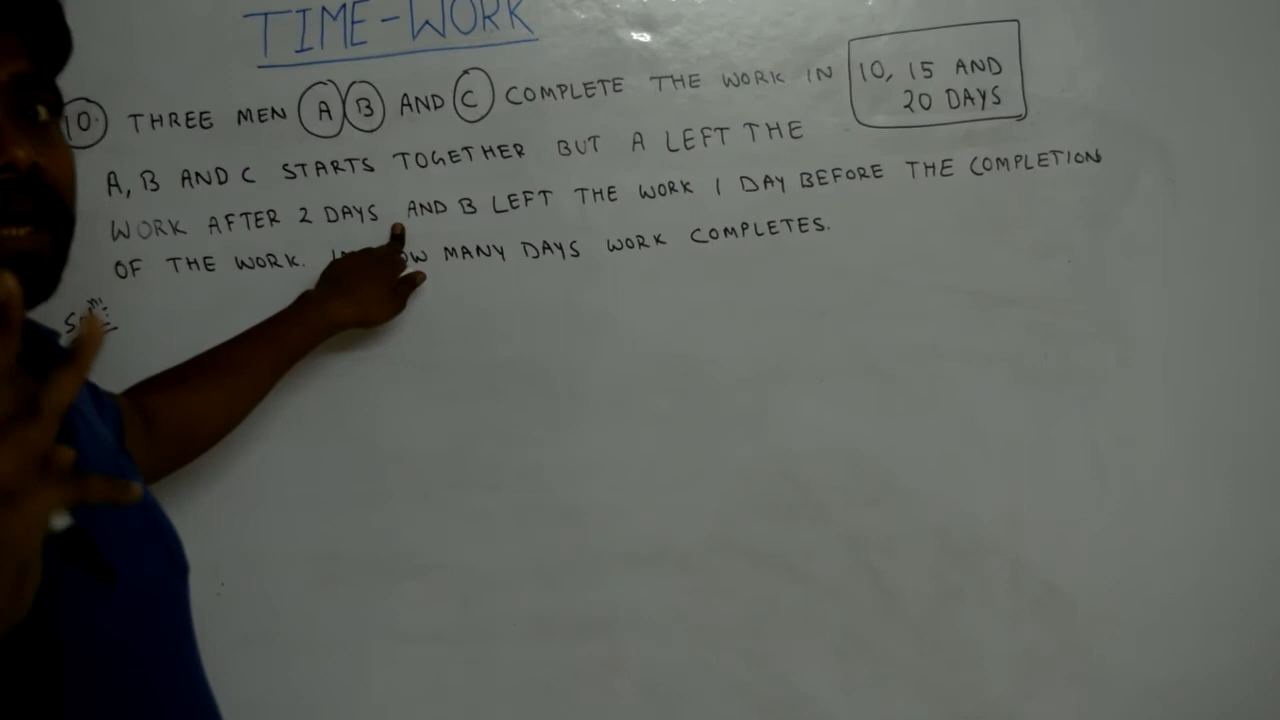 TIME-WORK
10 THREE MEN A B AND C COMPLETE THE WORK IN 10, 15 AND
20 DAYS
A, B AND C STARTS TOGETHER BUT A LEFT THE
WORK AFTER 2 DAYS AND B LEFT THE WORK 1 DAY BEFORE THE COMPLETION
OF THE WORK. MANY DAYS WORK COMPLETES.